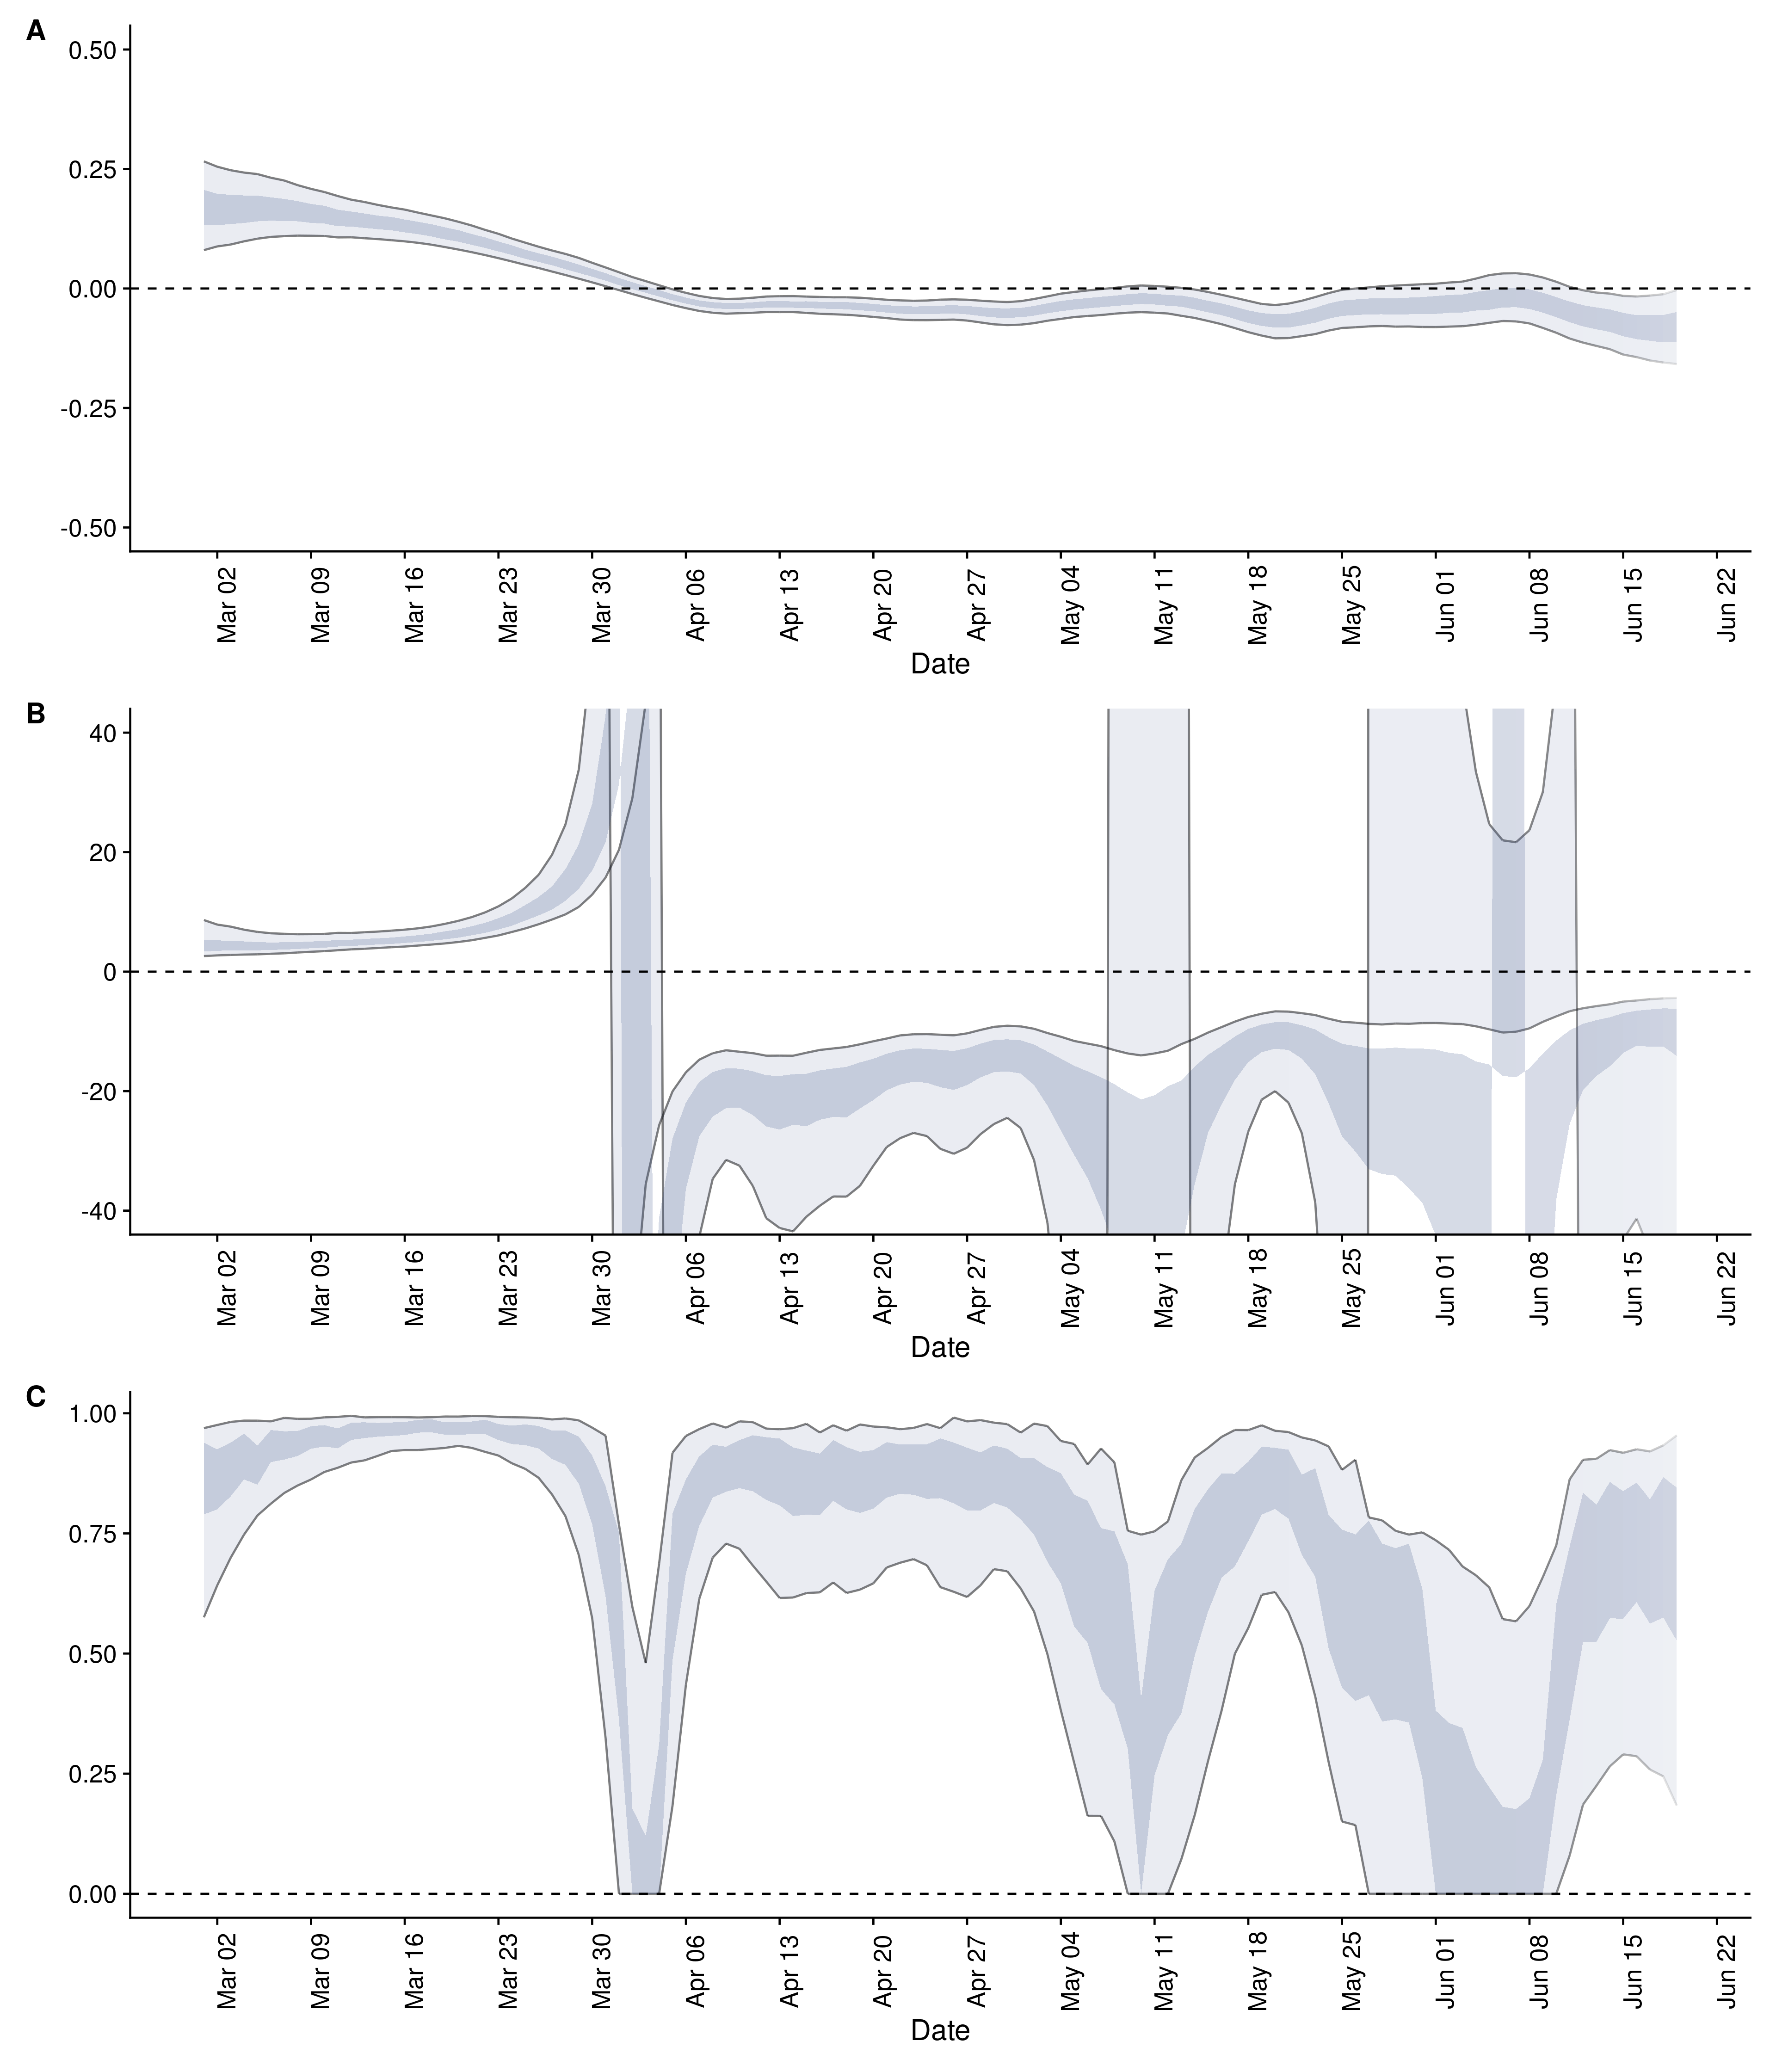 A
0.50
0.25
0.00
-0.25
-0.50
Mar 02
Mar 09
Mar 16
Mar 23
Mar 30
Apr 06
Apr 13
Apr 20
Apr 27
May 04
May 11
May 18
May 25
Jun 01
Jun 08
Jun 15
Jun 22
Date
B
40
20
0
-20
-40
Mar 02
Mar 09
Mar 16
Mar 23
Mar 30
Apr 06
Apr 13
Apr 20
Apr 27
May 04
May 11
May 18
May 25
Jun 01
Jun 08
Jun 15
Jun 22
Date
C
1.00
0.75
0.50
0.25
0.00
Mar 02
Mar 09
Mar 16
Mar 23
Mar 30
Apr 06
Apr 13
Apr 20
Apr 27
May 04
May 11
May 18
May 25
Jun 01
Jun 08
Jun 15
Jun 22
Date